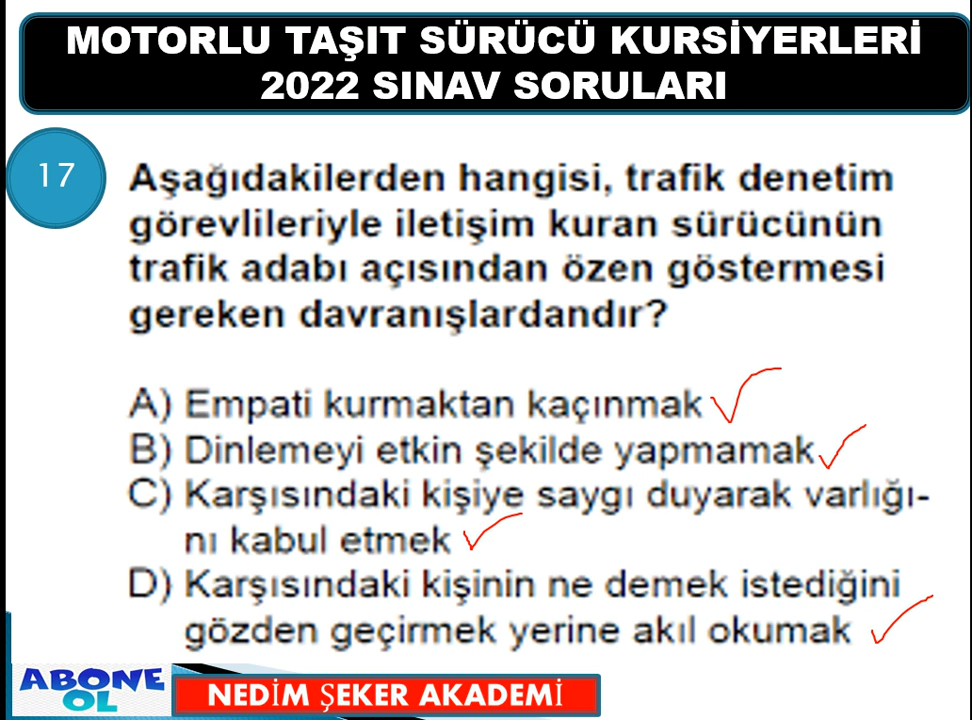 MOTORLU TAŞIT SÜRÜCÜ KURSİYERLERİ
2022 SINAV SORULARI
17
Aşağıdakilerden hangisi, trafik denetim
görevlileriyle iletişim kuran sürücünün
trafik adabı açısından özen göstermesi
gereken davranışlardandır?
A) Empati kurmaktan kaçınmak
B) Dinlemeyi etkin şekilde yapmamak
C) Karşısındaki kişiye saygı duyarak varlığı-
nı kabul etmek
D) Karşısındaki kişinin ne demek istediğini
gözden geçirmek yerine akıl okumak
ABONE
OL
NEDİM ŞEKER AKADEMİ